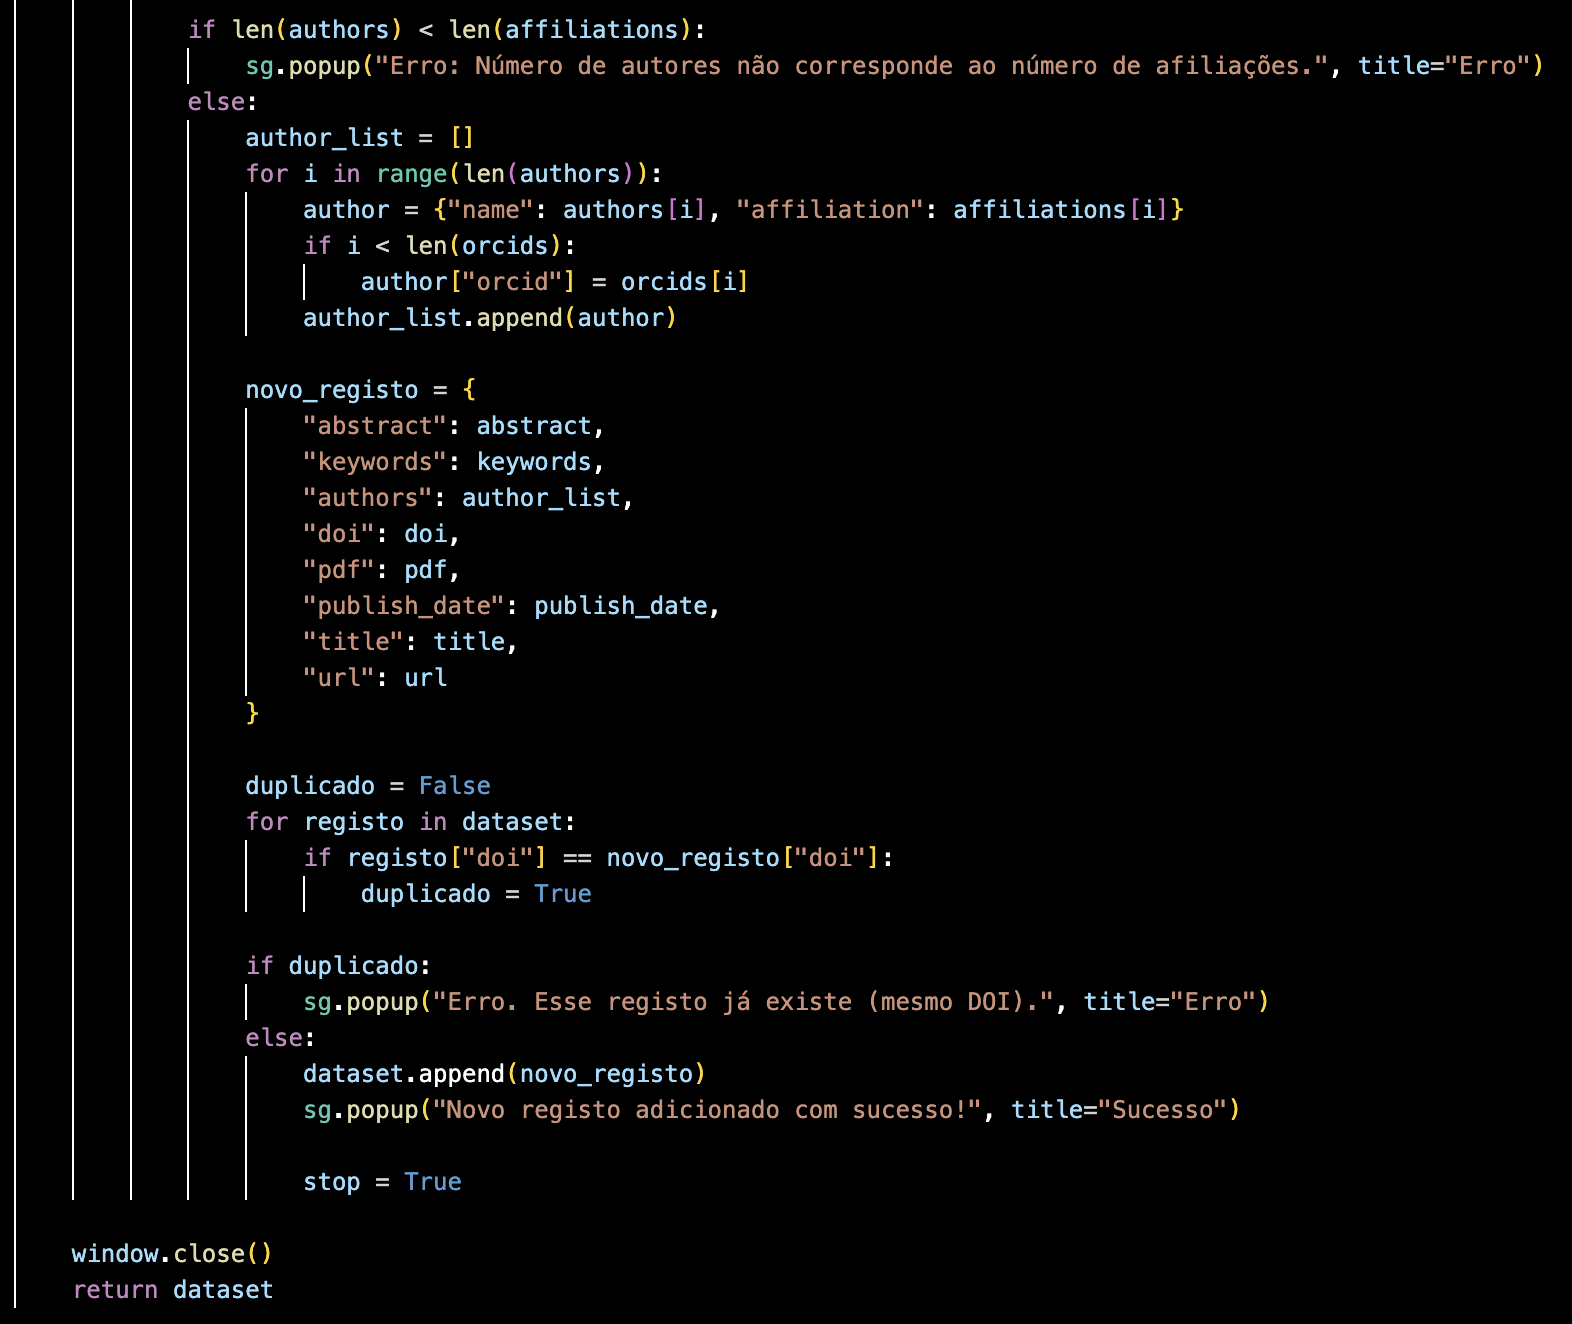 if len(authors) < len(affiliations):
    sg.popup("Erro: Número de autores não corresponde ao número de afiliações.", title="Erro")
else:
    author_list = []
    for i in range(len(authors)):
        author = {"name": authors[i], "affiliation": affiliations[i]}
        if i < len(orcids):
            author["orcid"] = orcids[i]
        author_list.append(author)

    novo_registo = {
        "abstract": abstract,
        "keywords": keywords,
        "authors": author_list,
        "doi": doi,
        "pdf": pdf,
        "publish_date": publish_date,
        "title": title,
        "url": url
    }

    duplicado = False
    for registo in dataset:
        if registo["doi"] == novo_registo["doi"]:
            duplicado = True

    if duplicado:
        sg.popup("Erro. Esse registo já existe (mesmo DOI).", title="Erro")
    else:
        dataset.append(novo_registo)
        sg.popup("Novo registo adicionado com sucesso!", title="Sucesso")

        stop = True

window.close()
return dataset